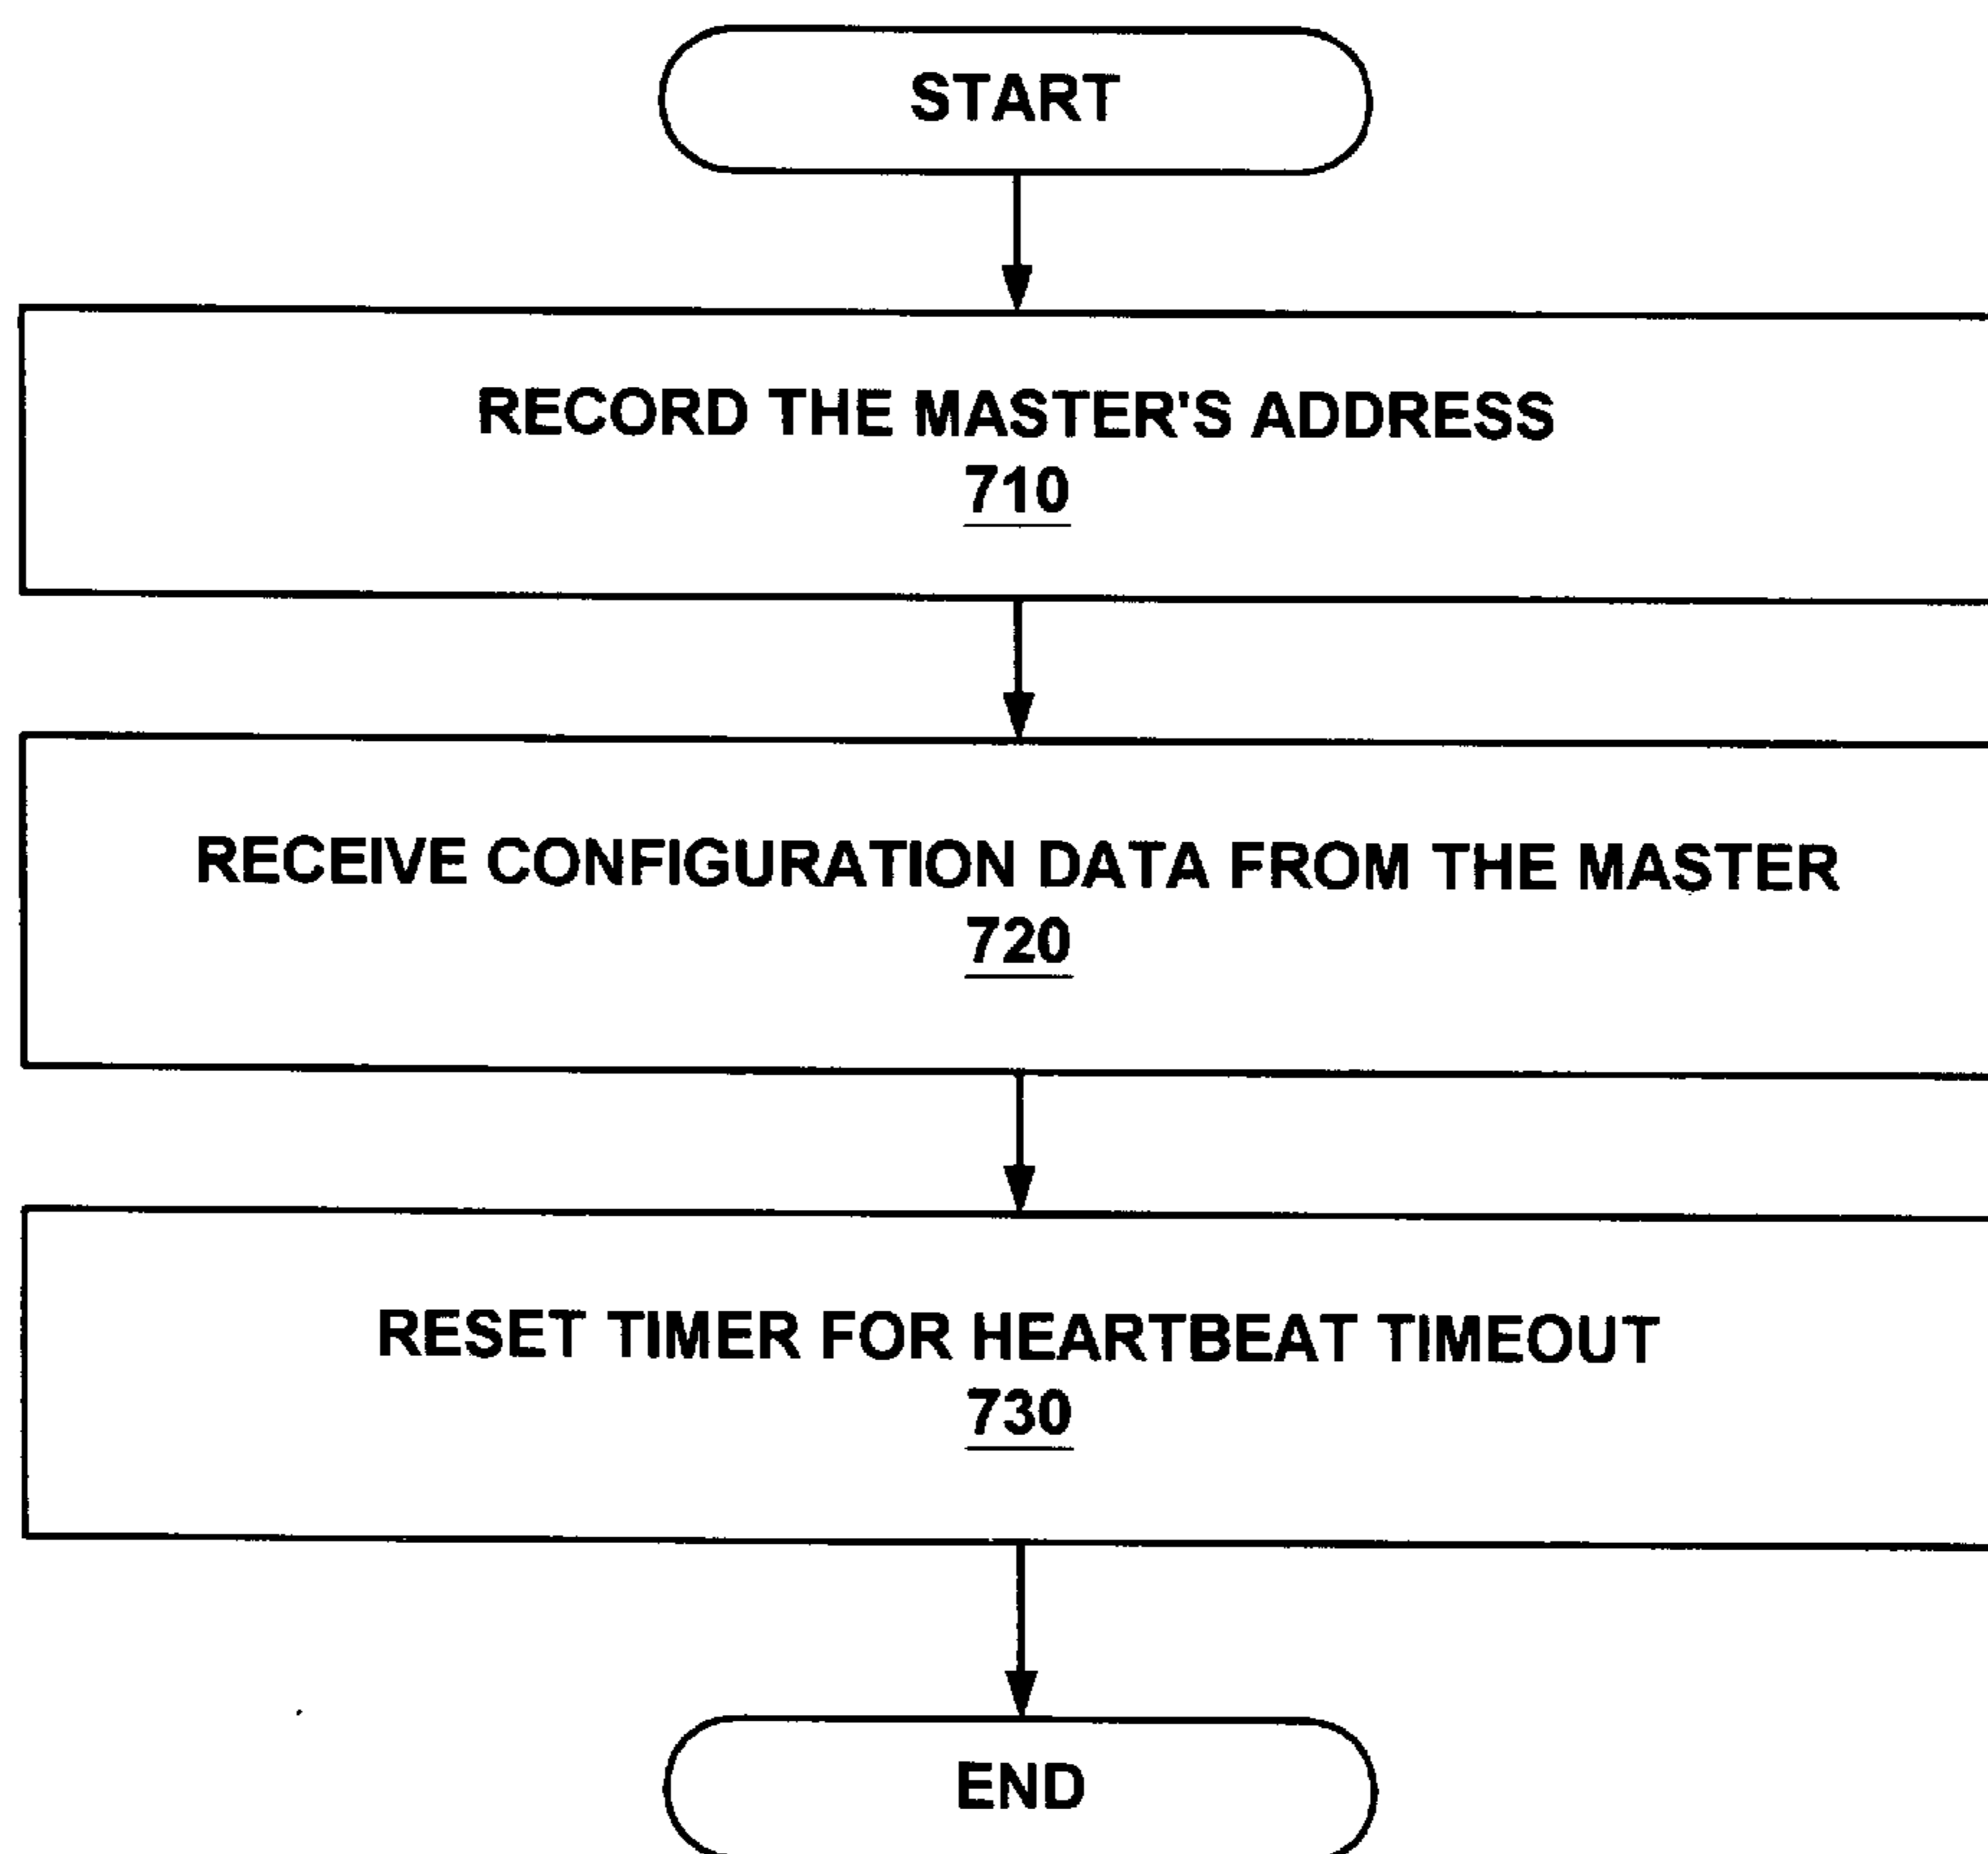 START
RECORD THE MASTER'S ADDRESS
710
RECEIVE CONFIGURATION DATA FROM THE MASTER
720
RESET TIMER FOR HEARTBEAT TIMEOUT
730
END